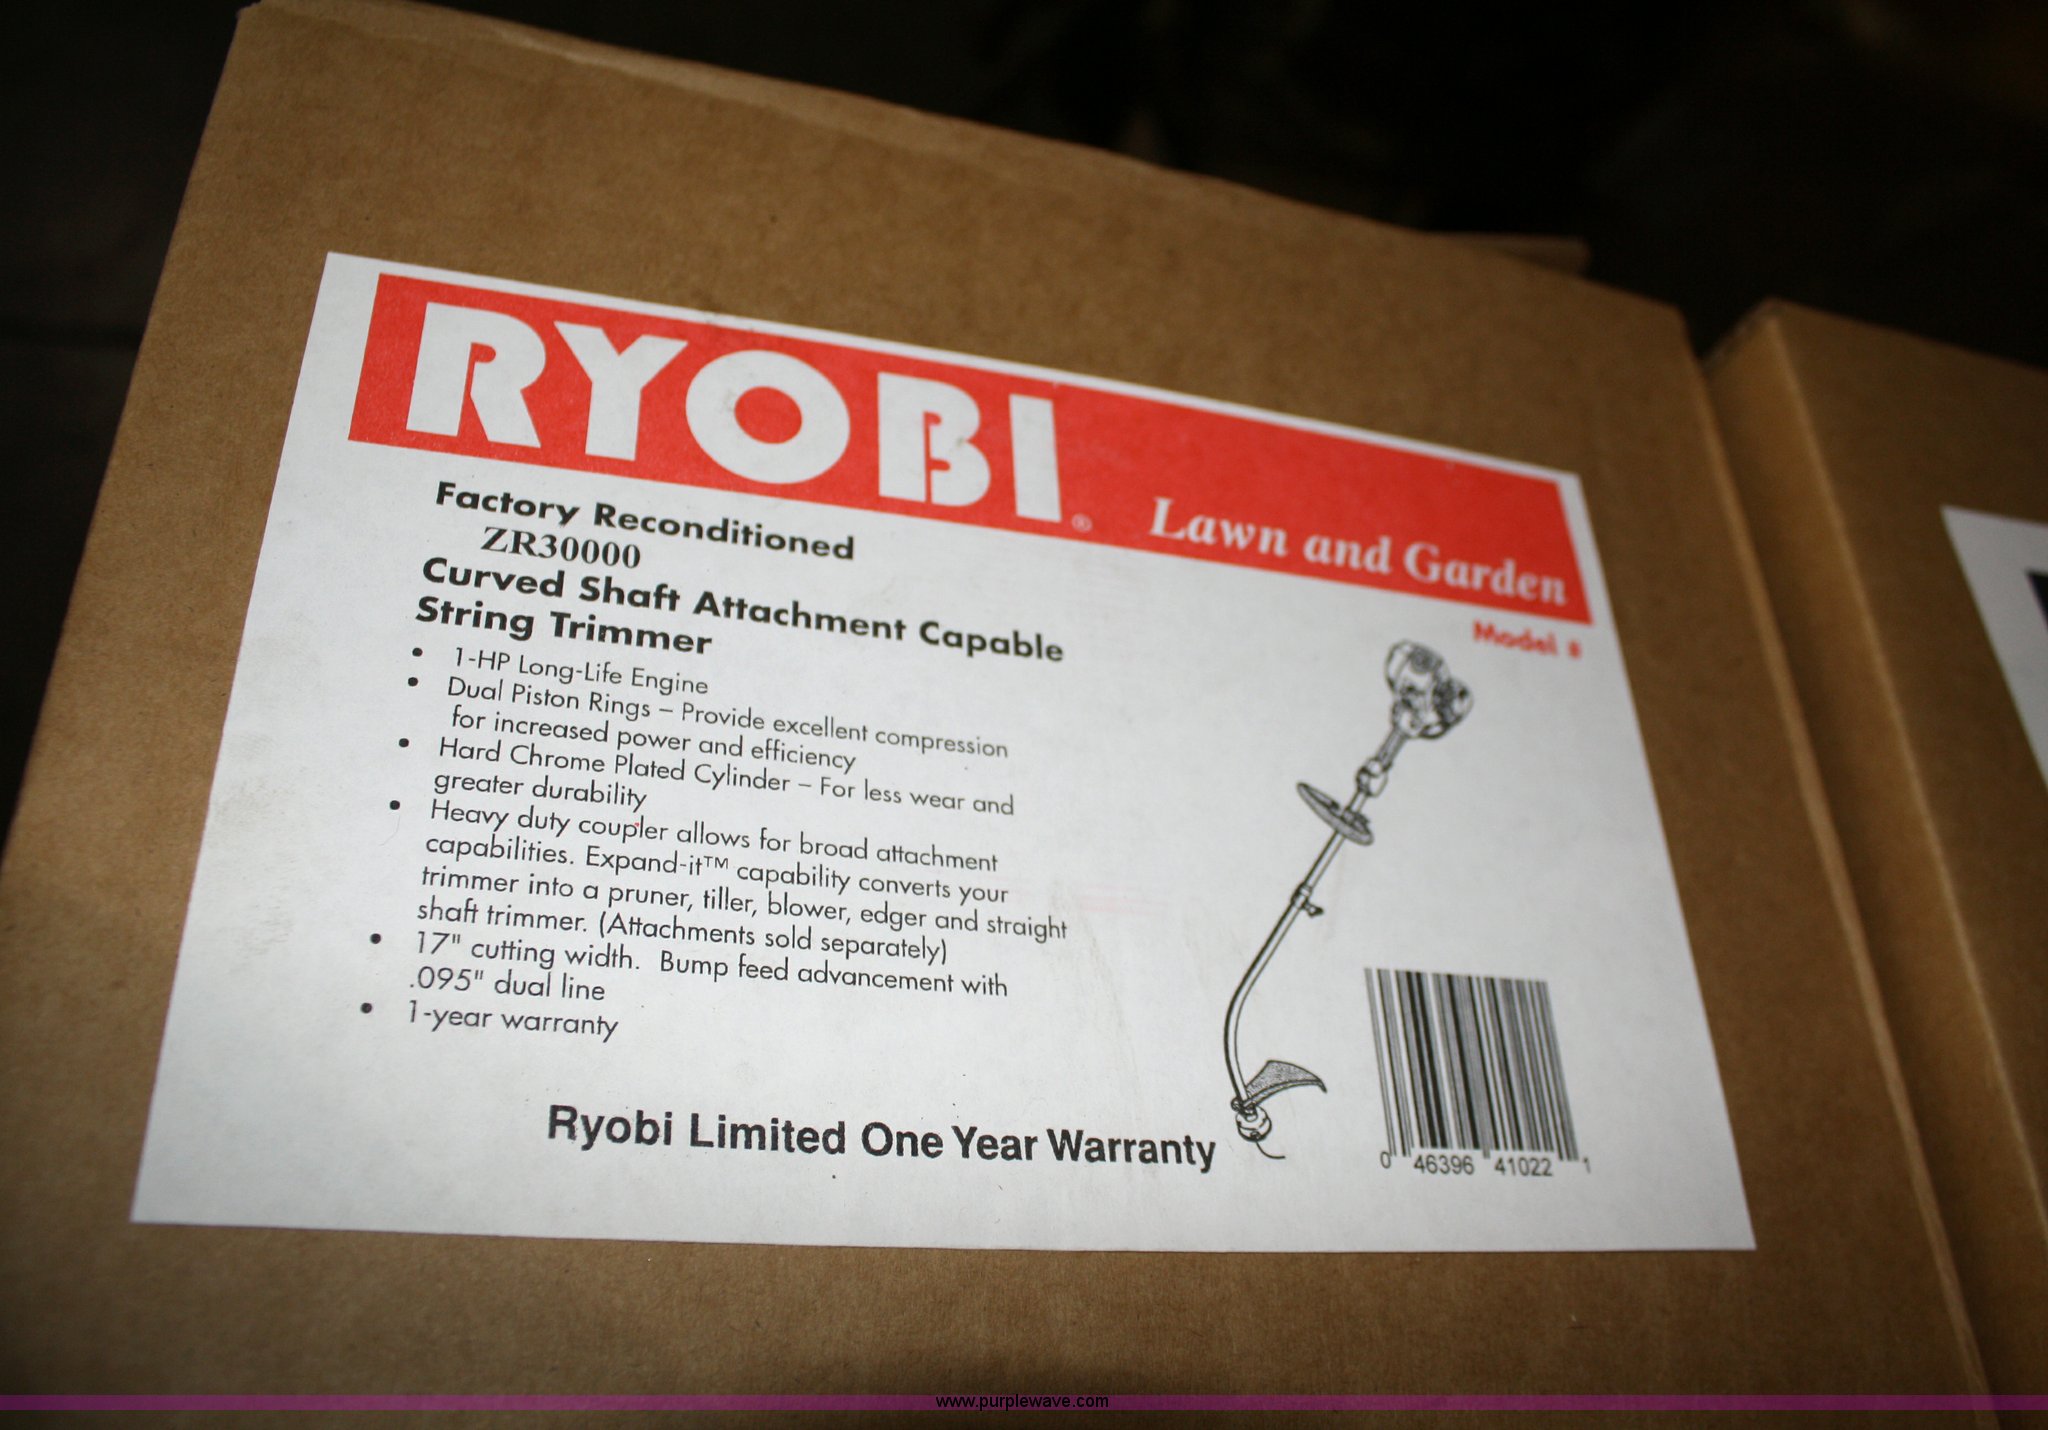 RYOBI® Lawn and Garden
Model #
Factory Reconditioned
ZR30000
Curved Shaft Attachment Capable
String Trimmer
• 1-HP Long-Life Engine
• Dual Piston Rings – Provide excellent compression
for increased power and efficiency
• Hard Chrome Plated Cylinder – For less wear and
greater durability
• Heavy duty coupler allows for broad attachment
capabilities. Expand-it™ capability converts your
trimmer into a pruner, tiller, blower, edger and straight
shaft trimmer. (Attachments sold separately)
• 17" cutting width. Bump feed advancement with
.095" dual line
• 1-year warranty
Ryobi Limited One Year Warranty
0 46396 41022 1
www.purplewave.com